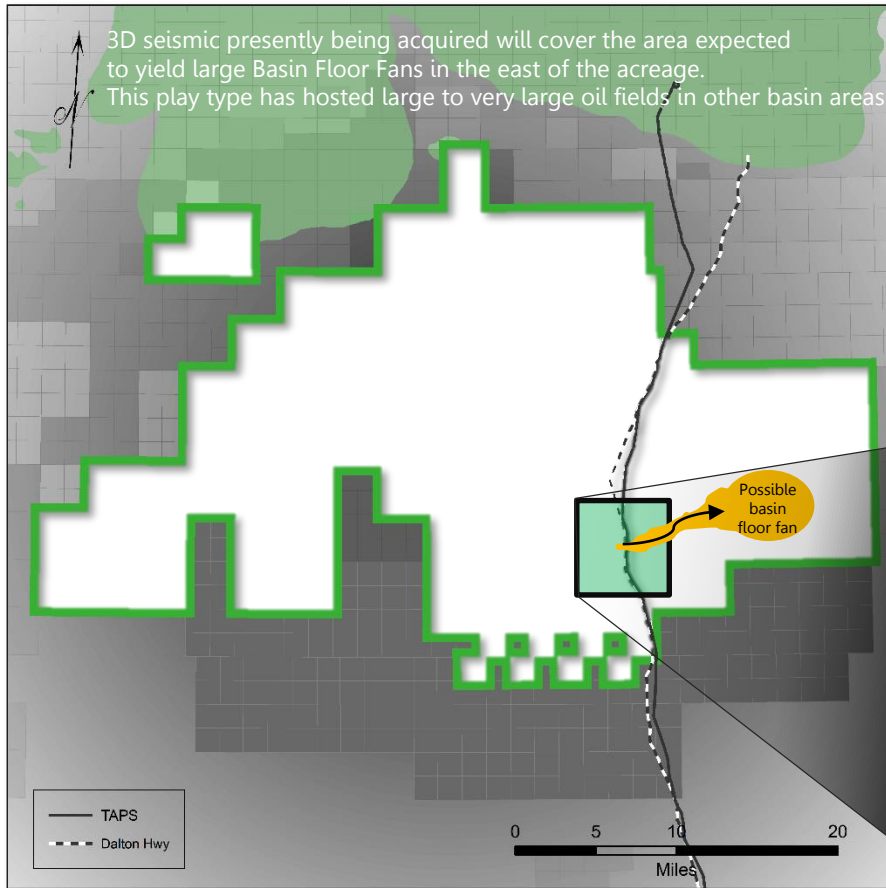 3D seismic presently being acquired will cover the area expected
to yield large Basin Floor Fans in the east of the acreage.
This play type has hosted large to very large oil fields in other basin areas
Possible
basin
floor fan
TAPS
Dalton Hwy
0 5 10 20
Miles